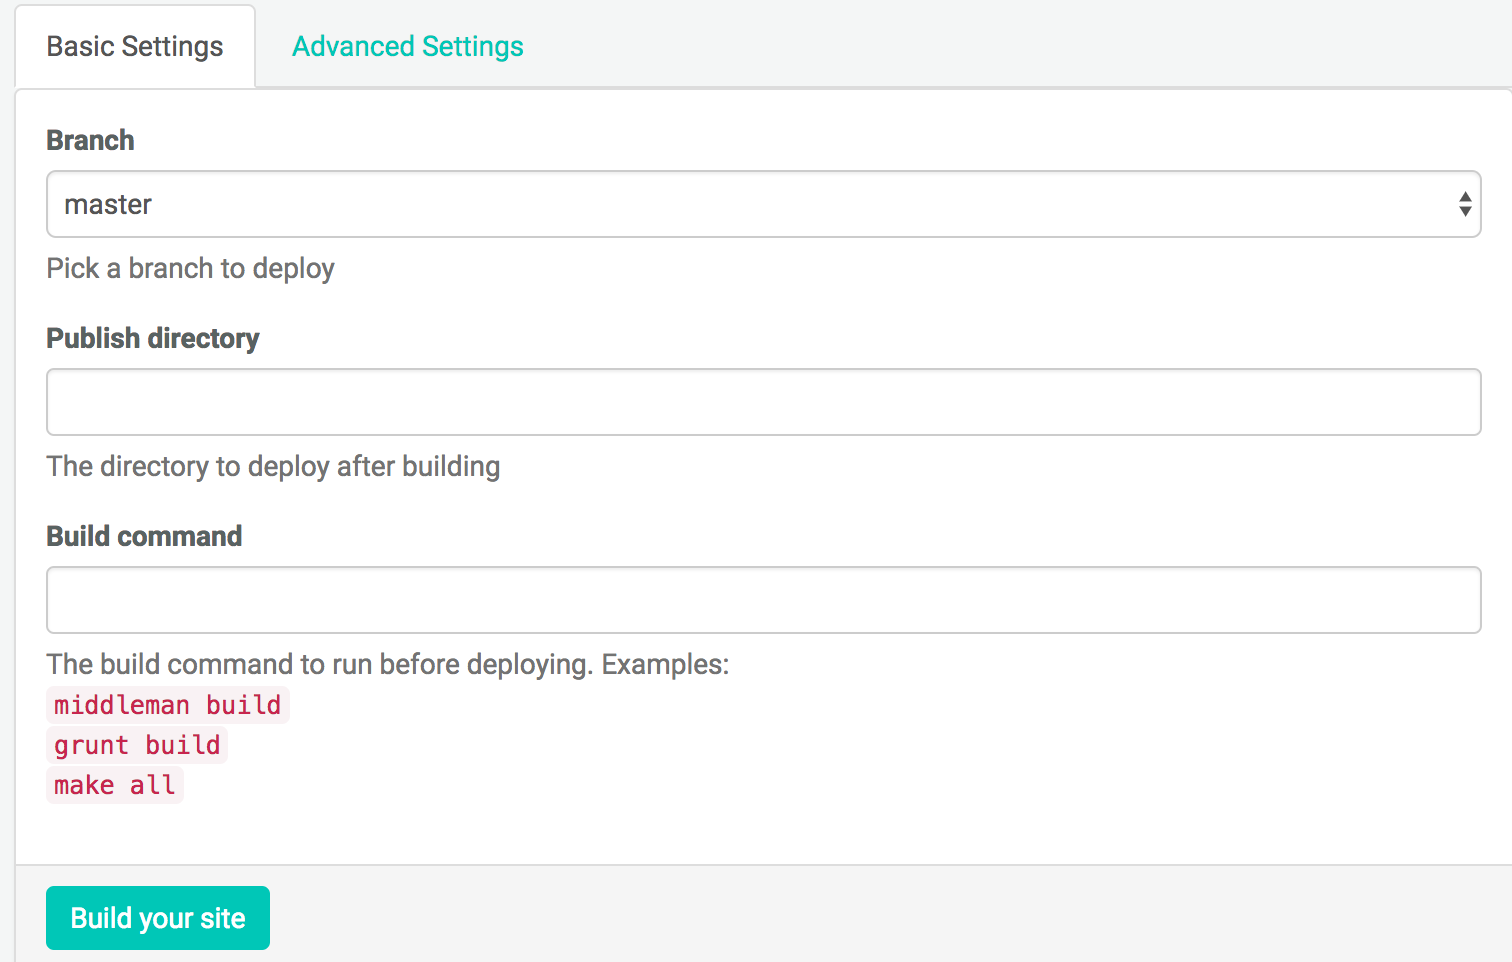 Basic Settings
Advanced Settings
Branch
master
Pick a branch to deploy
Publish directory
The directory to deploy after building
Build command
The build command to run before deploying. Examples:
middleman build
grunt build
make all
Build your site